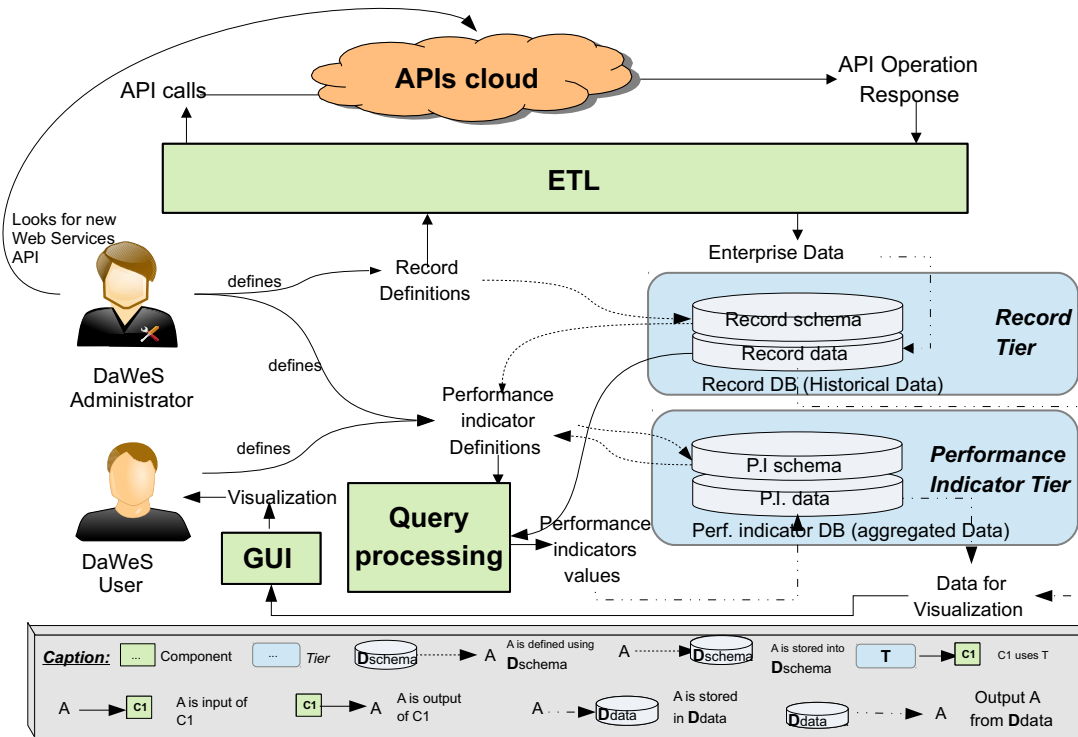 APIs cloud
API calls
API Operation
Response
ETL
Looks for new
Web Services
API
Enterprise Data
defines
Record
Definitions
Record schema
Record data
Record DB (Historical Data)
Record
Tier
DaWeS
Administrator
defines
Performance
indicator
Definitions
defines
P.I schema
P.I. data
Perf. indicator DB (aggregated Data)
Performance
Indicator Tier
Visualization
DaWeS
User
GUI
Query
processing
Performance
indicators
values
Data for
Visualization
Caption:
...
Component
...
Tier
Dschema
A
A is defined using
Dschema
A
Dschema
A is stored into
Dschema
T
C1
C1 uses T
A
C1
A is input of
C1
C1
A
A is output
of C1
A
Ddata
A is stored
in Ddata
Ddata
A
Output A
from Ddata